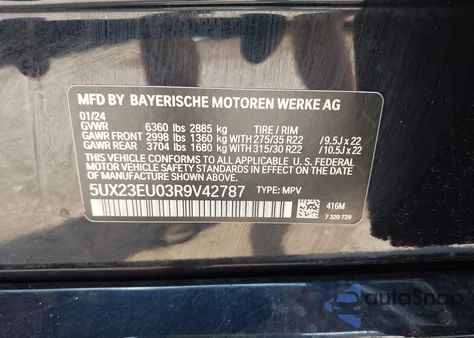 MFD BY BAYERISCHE MOTOREN WERKE AG
01/24
GVWR 6360 lbs 2885 kg TIRE / RIM
GAWR FRONT 2998 lbs 1360 kg WITH 275/35 R22 / 9.5J x 22
GAWR REAR 3704 lbs 1680 kg WITH 315/30 R22 / 10.5J x 22
THIS VEHICLE CONFORMS TO ALL APPLICABLE U. S. FEDERAL
MOTOR VEHICLE SAFETY STANDARDS IN EFFECT ON
THE DATE OF MANUFACTURE SHOWN ABOVE.
5UX23EU03R9V42787 TYPE: MPV
416M
7 320 729
autoSnap